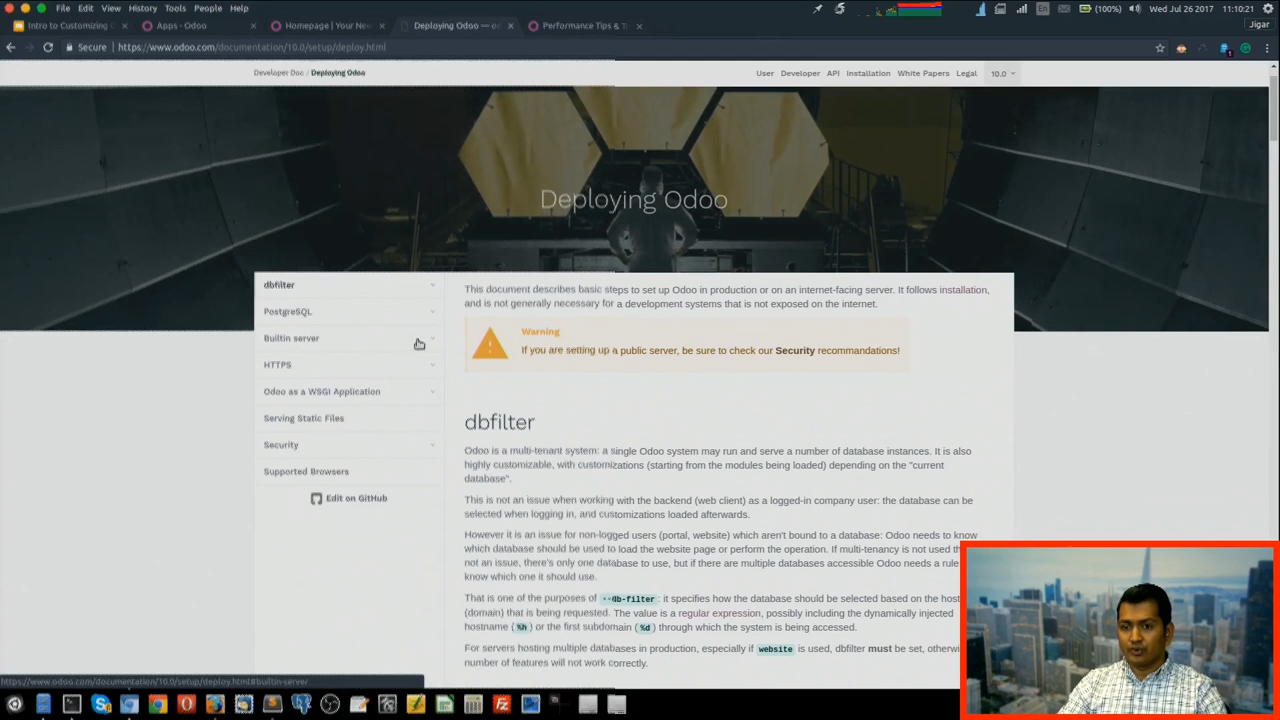 File Edit View History Tools People Help
En (100%) Wed Jul 26 2017 11:10:21
Intro to Customizing × Apps - Odoo × Homepage | Your New × Deploying Odoo — od × Performance Tips & T ×
Jigar
Secure https://www.odoo.com/documentation/10.0/setup/deploy.html
Developer Doc / Deploying Odoo
User Developer API Installation White Papers Legal 10.0
Deploying Odoo
dbfilter
PostgreSQL
Builtin server
HTTPS
Odoo as a WSGI Application
Serving Static Files
Security
Supported Browsers
Edit on GitHub
This document describes basic steps to set up Odoo in production or on an internet-facing server. It follows installation,
and is not generally necessary for a development systems that is not exposed on the internet.
Warning
If you are setting up a public server, be sure to check our Security recommandations!
dbfilter
Odoo is a multi-tenant system: a single Odoo system may run and serve a number of database instances. It is also
highly customizable, with customizations (starting from the modules being loaded) depending on the "current
database".
This is not an issue when working with the backend (web client) as a logged-in company user: the database can be
selected when logging in, and customizations loaded afterwards.
However it is an issue for non-logged users (portal, website) which aren't bound to a database: Odoo needs to know
which database should be used to load the website page or perform the operation. If multi-tenancy is not used th
not an issue, there's only one database to use, but if there are multiple databases accessible Odoo needs a rule
know which one it should use.
That is one of the purposes of --db-filter: it specifies how the database should be selected based on the host
(domain) that is being requested. The value is a regular expression, possibly including the dynamically injected
hostname (%h) or the first subdomain (%d) through which the system is being accessed.
For servers hosting multiple databases in production, especially if website is used, dbfilter must be set, otherwi
number of features will not work correctly.
https://www.odoo.com/documentation/10.0/setup/deploy.html#builtin-server